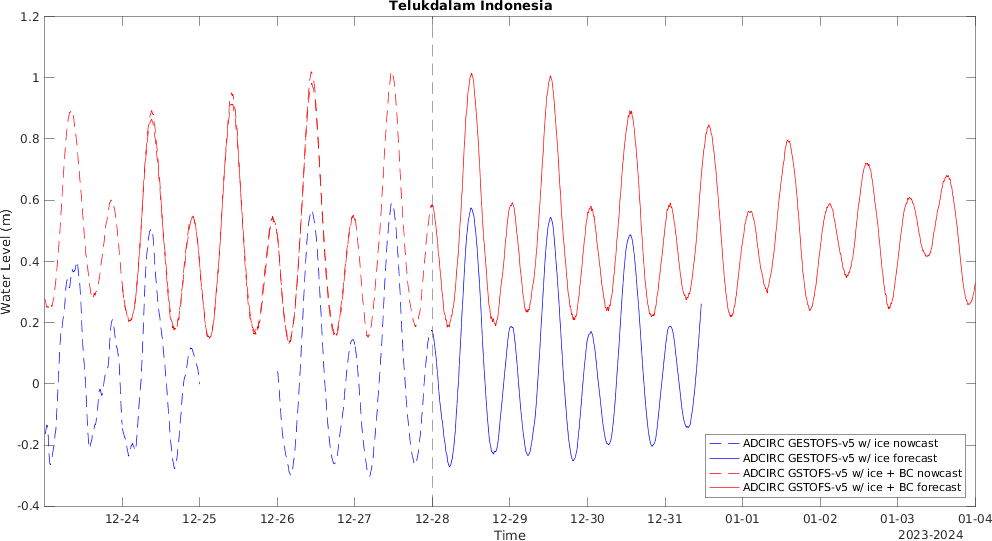 Telukdalam Indonesia
1.2
1
0.8
0.6
0.4
0.2
0
-0.2
-0.4
Water Level (m)
ADCIRC GESTOFS-v5 w/ ice nowcast
ADCIRC GESTOFS-v5 w/ ice forecast
ADCIRC GSTOFS-v5 w/ ice + BC nowcast
ADCIRC GSTOFS-v5 w/ ice + BC forecast
12-24 12-25 12-26 12-27 12-28 12-29 12-30 12-31 01-01 01-02 01-03 01-04
Time
2023-2024